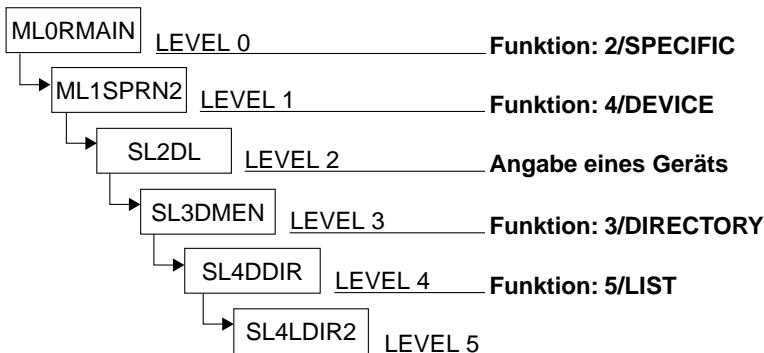 ML0RMAIN LEVEL 0 Funktion: 2/SPECIFIC
ML1SPRN2 LEVEL 1 Funktion: 4/DEVICE
SL2DL LEVEL 2 Angabe eines Geräts
SL3DMEN LEVEL 3 Funktion: 3/DIRECTORY
SL4DDIR LEVEL 4 Funktion: 5/LIST
SL4LDIR2 LEVEL 5